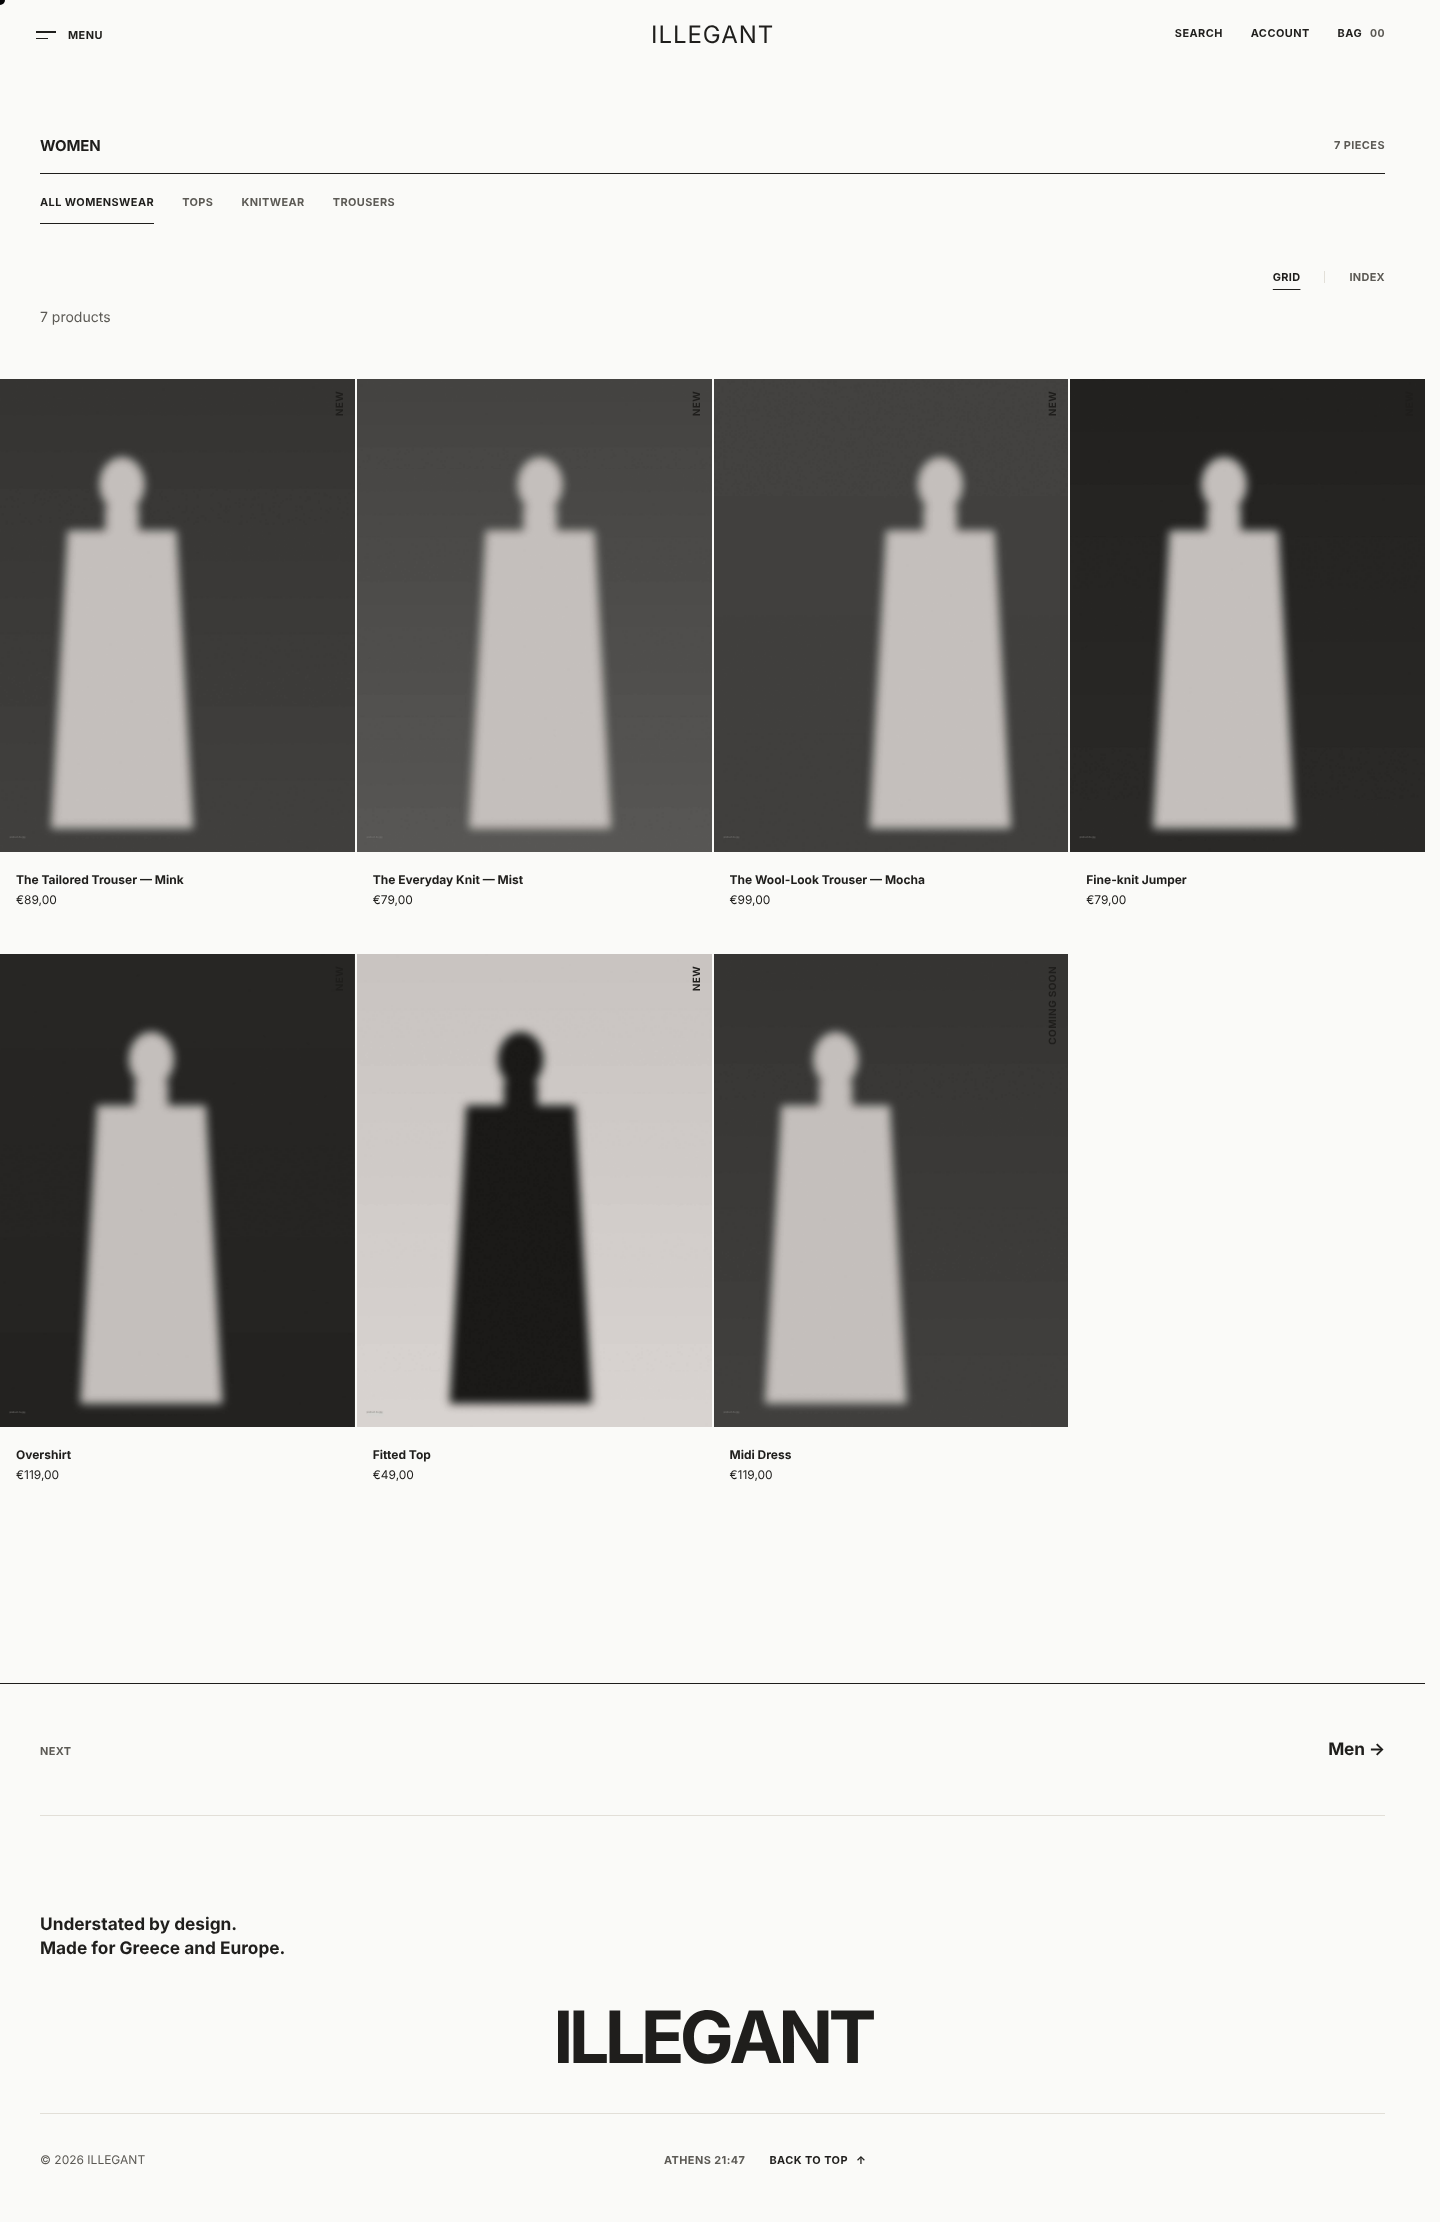 MENU
ILLEGANT
SEARCH ACCOUNT BAG 00
WOMEN
7 PIECES
ALL WOMENSWEAR TOPS KNITWEAR TROUSERS
GRID INDEX
7 products
NEW
NEW
NEW
The Tailored Trouser — Mink
€89,00
The Everyday Knit — Mist
€79,00
The Wool-Look Trouser — Mocha
€99,00
Fine-knit Jumper
€79,00
NEW
NEW
COMING SOON
Overshirt
€119,00
Fitted Top
€49,00
Midi Dress
€119,00
NEXT
Men →
Understated by design.
Made for Greece and Europe.
ILLEGANT
© 2026 ILLEGANT
ATHENS 21:47
BACK TO TOP ↑